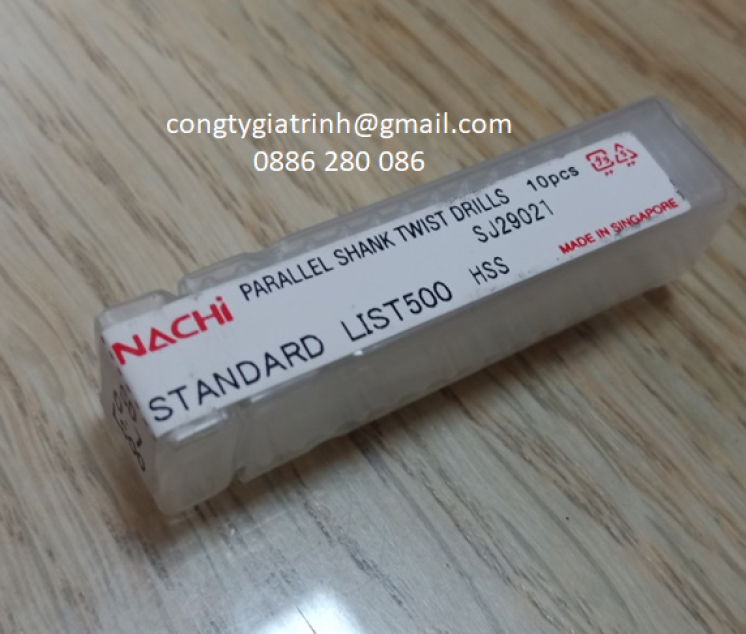 congtygiatrinh@gmail.com
0886 280 086
NACHi PARALLEL SHANK TWIST DRILLS 10pcs
SJ29021
STANDARD LIST500 HSS
MADE IN SINGAPORE